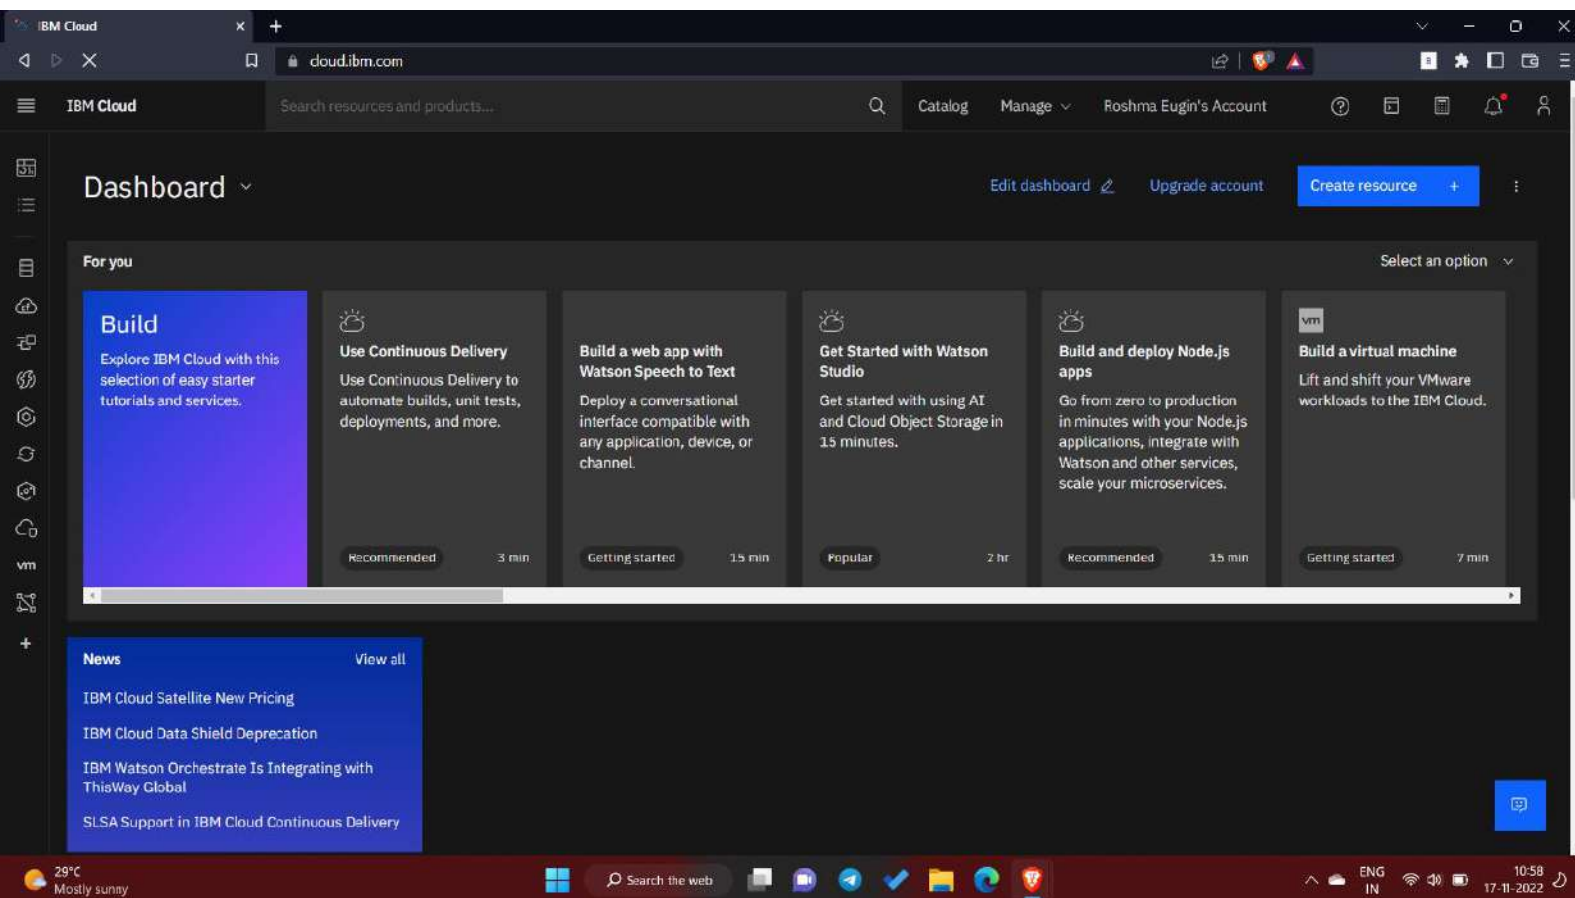 IBM Cloud
cloud.ibm.com
IBM Cloud
Search resources and products...
Catalog
Manage
Roshma Eugin's Account
Dashboard
Edit dashboard
Upgrade account
Create resource +
For you
Select an option
Build
Explore IBM Cloud with this
selection of easy starter
tutorials and services.
Use Continuous Delivery
Use Continuous Delivery to
automate builds, unit tests,
deployments, and more.
Recommended
3 min
Build a web app with
Watson Speech to Text
Deploy a conversational
interface compatible with
any application, device, or
channel.
Getting started
15 min
Get Started with Watson
Studio
Get started with using AI
and Cloud Object Storage in
15 minutes.
Popular
2 hr
Build and deploy Node.js
apps
Go from zero to production
in minutes with your Node.js
applications, integrate with
Watson and other services,
scale your microservices.
Recommended
15 min
vm
Build a virtual machine
Lift and shift your VMware
workloads to the IBM Cloud.
Getting started
7 min
vm
News
View all
IBM Cloud Satellite New Pricing
IBM Cloud Data Shield Deprecation
IBM Watson Orchestrate Is Integrating with
ThisWay Global
SLSA Support in IBM Cloud Continuous Delivery
29°C
Mostly sunny
Search the web
ENG
IN
10:58
17-11-2022